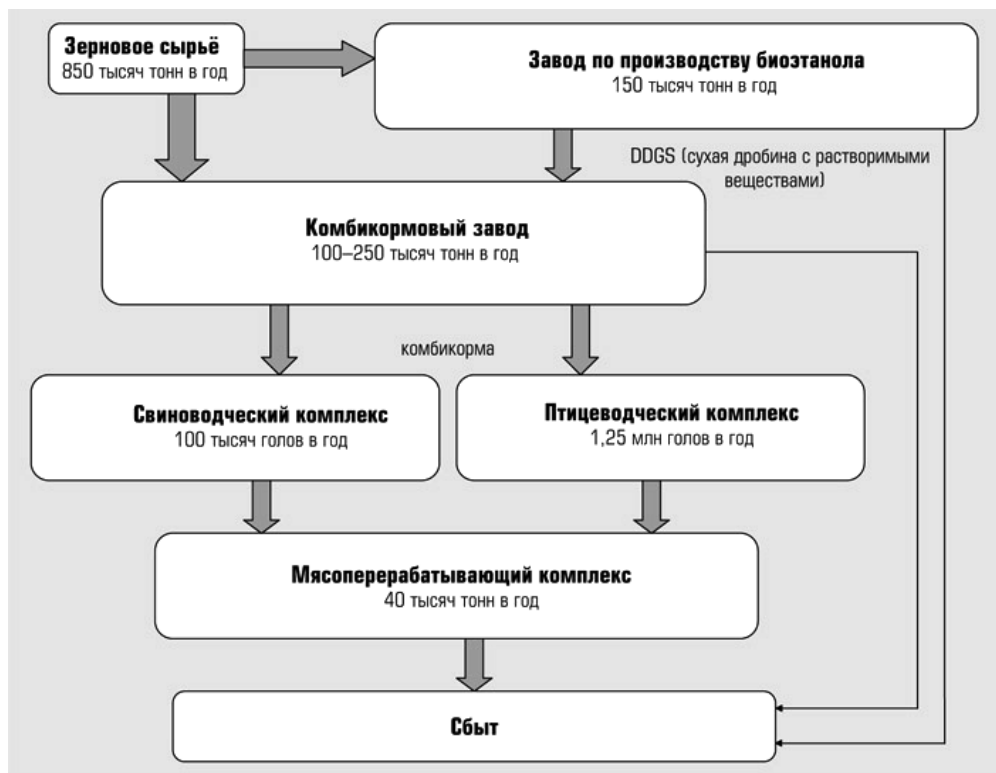 Зерновое сырьё
850 тысяч тонн в год
Завод по производству биоэтанола
150 тысяч тонн в год
DDGS (сухая дробина с растворимыми
веществами)
Комбикормовый завод
100–250 тысяч тонн в год
комбикорма
Свиноводческий комплекс
100 тысяч голов в год
Птицеводческий комплекс
1,25 млн голов в год
Мясоперерабатывающий комплекс
40 тысяч тонн в год
Сбыт